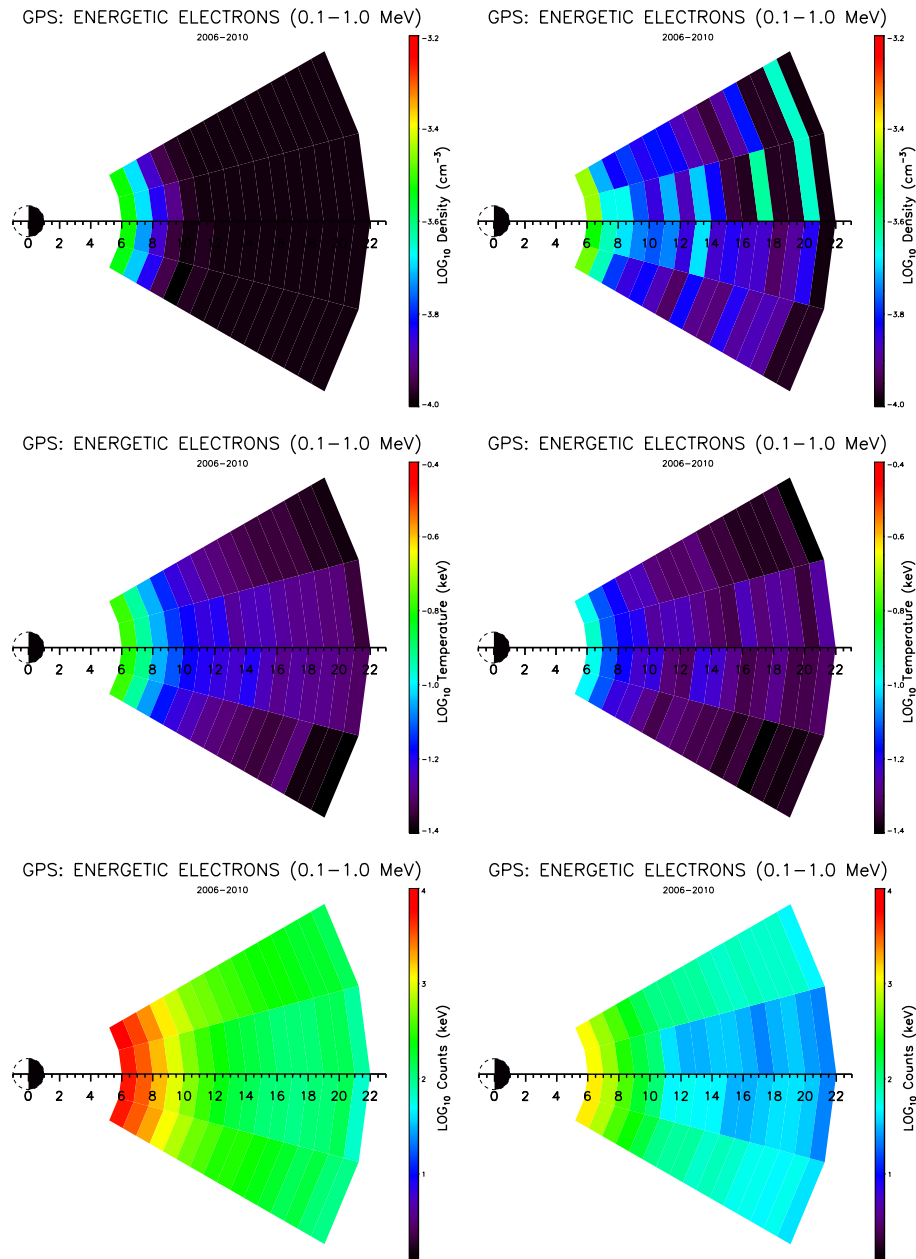 GPS: ENERGETIC ELECTRONS (0.1−1.0 MeV)
2006−2010
0 2 4 6 8 10 12 14 16 18 20 22
−3.2
−3.4
−3.6
−3.8
−4.0
LOG10 Density (cm−3)
GPS: ENERGETIC ELECTRONS (0.1−1.0 MeV)
2006−2010
0 2 4 6 8 10 12 14 16 18 20 22
−3.2
−3.4
−3.6
−3.8
−4.0
LOG10 Density (cm−3)
GPS: ENERGETIC ELECTRONS (0.1−1.0 MeV)
2006−2010
0 2 4 6 8 10 12 14 16 18 20 22
−0.4
−0.6
−0.8
−1.0
−1.2
−1.4
LOG10 Temperature (keV)
GPS: ENERGETIC ELECTRONS (0.1−1.0 MeV)
2006−2010
0 2 4 6 8 10 12 14 16 18 20 22
−0.4
−0.6
−0.8
−1.0
−1.2
−1.4
LOG10 Temperature (keV)
GPS: ENERGETIC ELECTRONS (0.1−1.0 MeV)
2006−2010
0 2 4 6 8 10 12 14 16 18 20 22
4
3
2
1
LOG10 Counts (keV)
GPS: ENERGETIC ELECTRONS (0.1−1.0 MeV)
2006−2010
0 2 4 6 8 10 12 14 16 18 20 22
4
3
2
1
LOG10 Counts (keV)